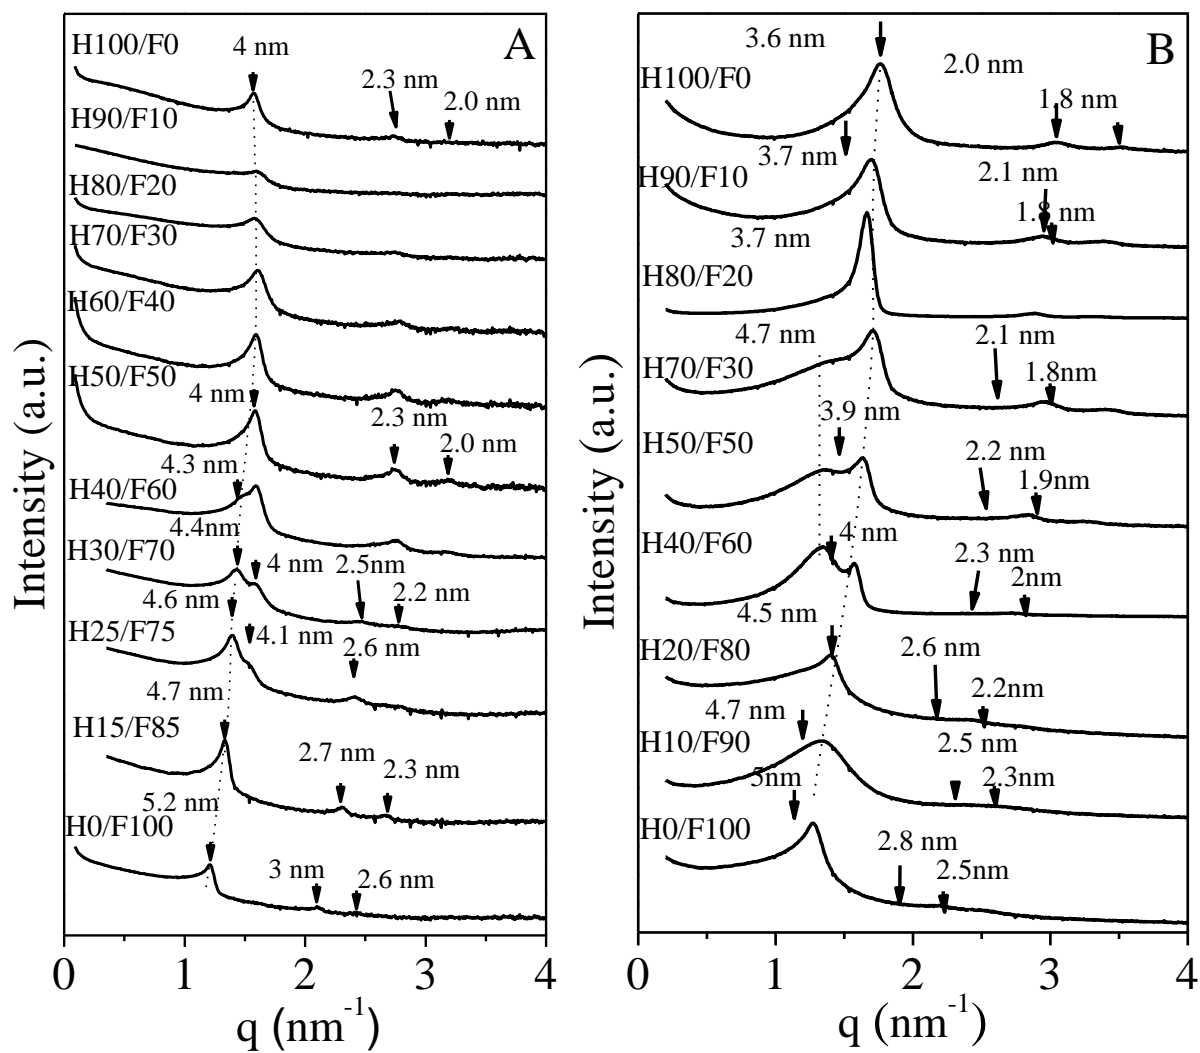 Intensity (a.u.)
A
H100/F0
4 nm
2.3 nm
2.0 nm
H90/F10
H80/F20
H70/F30
H60/F40
H50/F50
4 nm
2.3 nm
2.0 nm
4.3 nm
H40/F60
4.4nm
H30/F70
4 nm
2.5nm
2.2 nm
4.6 nm
H25/F75
4.1 nm
2.6 nm
4.7 nm
H15/F85
2.7 nm
2.3 nm
5.2 nm
H0/F100
3 nm
2.6 nm
0 1 2 3 4
q (nm-1)
Intensity (a.u.)
B
3.6 nm
2.0 nm
H100/F0
1.8 nm
3.7 nm
H90/F10
2.1 nm
1.8 nm
3.7 nm
H80/F20
4.7 nm
2.1 nm
H70/F30
1.8nm
3.9 nm
H50/F50
2.2 nm
1.9nm
H40/F60
4 nm
2.3 nm
2nm
4.5 nm
H20/F80
2.6 nm
2.2nm
4.7 nm
H10/F90
2.5 nm
5nm
2.3nm
H0/F100
2.8 nm
2.5nm
0 1 2 3 4
q (nm-1)